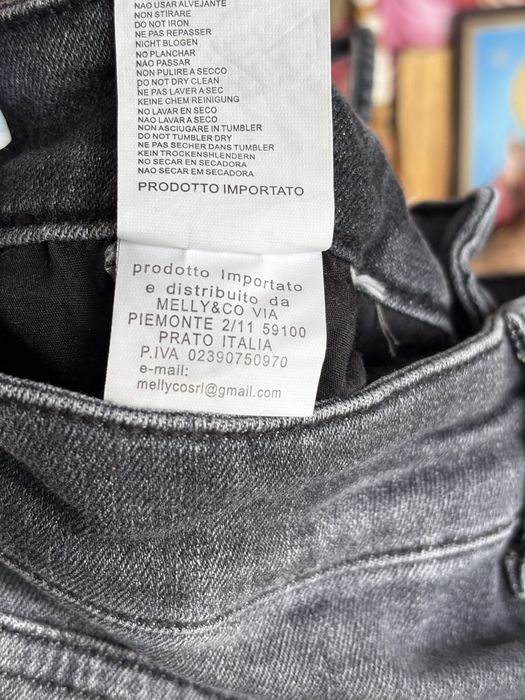 NAO USAR ALVEJANTE
NON STIRARE
DO NOT IRON
NE PAS REPASSER
NICHT BLOGEN
NO PLANCHAR
NAO PASSAR
NON PULIRE A SECCO
DO NOT DRY CLEAN
NE PAS LAVER A SEC
KEINE CHEM REINIGUNG
NO LAVAR EN SECO
NAO LAVAR A SECO
NON ASCIUGARE IN TUMBLER
DO NOT TUMBLER DRY
NE PAS SECHER DANS TUMBLER
KEIN TROCKENSHLENDERN
NO SECAR EN SECADORA
NAO SECAR EM SECADORA
PRODOTTO IMPORTATO
prodotto Importato
e distribuito da
MELLY&CO VIA
PIEMONTE 2/11 59100
PRATO ITALIA
P.IVA 02390750970
e-mail:
mellycosrl@gmail.com